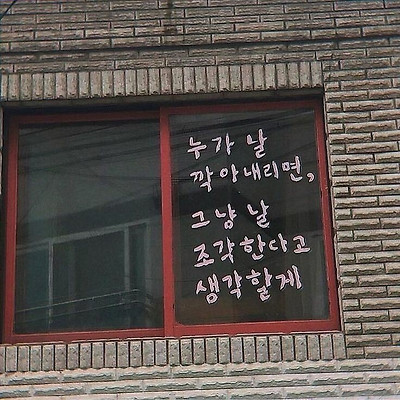 누가 날
깍아내리면,
그냥 날
조각한다고
생각할게